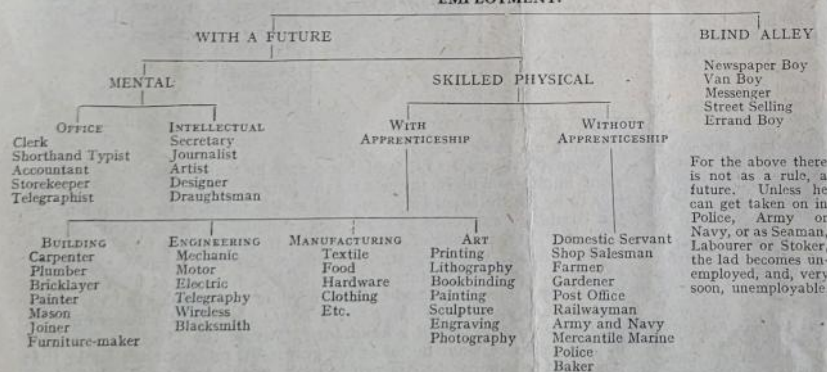 EMPLOYMENT.
WITH A FUTURE
BLIND ALLEY
MENTAL
SKILLED PHYSICAL
Newspaper Boy
Van Boy
Messenger
Street Selling
Errand Boy
OFFICE
Clerk
Shorthand Typist
Accountant
Storekeeper
Telegraphist
INTELLECTUAL
Secretary
Journalist
Artist
Designer
Draughtsman
WITH
APPRENTICESHIP
WITHOUT
APPRENTICESHIP
For the above there
is not as a rule, a
future. Unless he
can get taken on in
Police, Army or
Navy, or as Seaman,
Labourer or Stoker,
the lad becomes un-
employed, and, very
soon, unemployable
BUILDING
Carpenter
Plumber
Bricklayer
Painter
Mason
Joiner
Furniture-maker
ENGINEERING
Mechanic
Motor
Electric
Telegraphy
Wireless
Blacksmith
MANUFACTURING
Textile
Food
Hardware
Clothing
Etc.
ART
Printing
Lithography
Bookbinding
Painting
Sculpture
Engraving
Photography
Domestic Servant
Shop Salesman
Farmer
Gardener
Post Office
Railwayman
Army and Navy
Mercantile Marine
Police
Baker